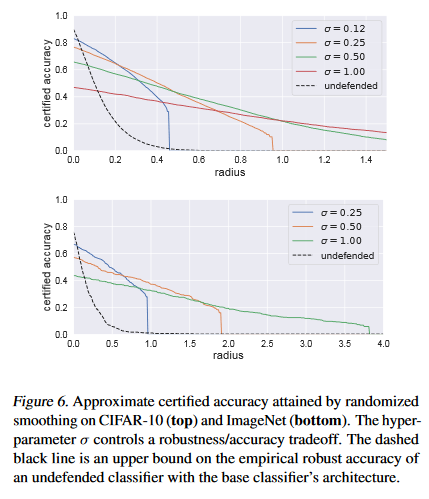 1.0
0.8
0.6
0.4
0.2
0.0
certified accuracy
σ = 0.12
σ = 0.25
σ = 0.50
σ = 1.00
undefended
0.0 0.2 0.4 0.6 0.8 1.0 1.2 1.4
radius
1.0
0.8
0.6
0.4
0.2
0.0
certified accuracy
σ = 0.25
σ = 0.50
σ = 1.00
undefended
0.0 0.5 1.0 1.5 2.0 2.5 3.0 3.5 4.0
radius
Figure 6. Approximate certified accuracy attained by randomized
smoothing on CIFAR-10 (top) and ImageNet (bottom). The hyper-
parameter σ controls a robustness/accuracy tradeoff. The dashed
black line is an upper bound on the empirical robust accuracy of
an undefended classifier with the base classifier's architecture.